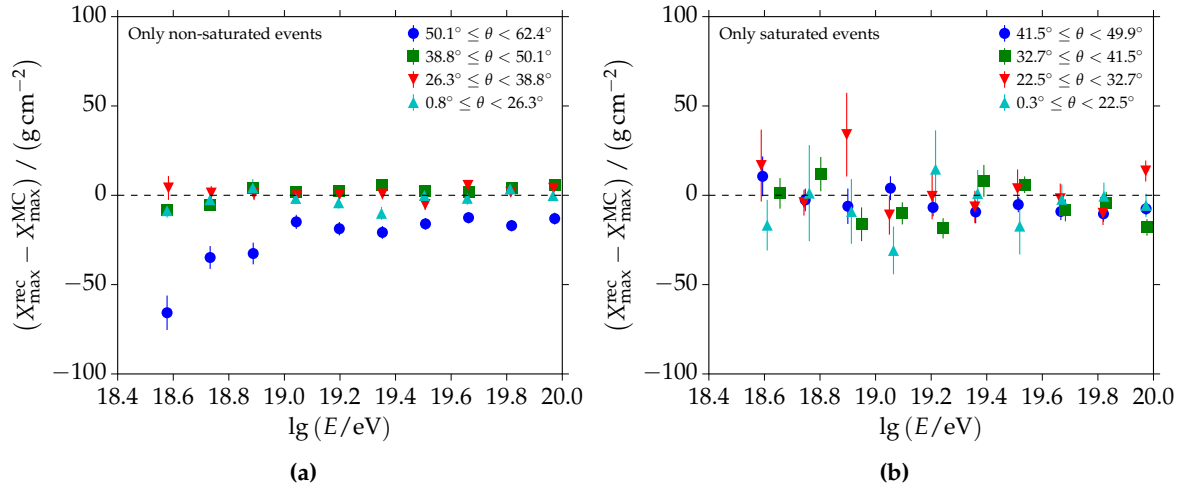 Only non-saturated events
50.1° ≤ θ < 62.4°
38.8° ≤ θ < 50.1°
26.3° ≤ θ < 38.8°
0.8° ≤ θ < 26.3°
100
50
0
−50
−100
(X_max^rec − X_max^MC) / (g cm^−2)
18.4 18.6 18.8 19.0 19.2 19.4 19.6 19.8 20.0
lg (E/eV)
(a)
Only saturated events
41.5° ≤ θ < 49.9°
32.7° ≤ θ < 41.5°
22.5° ≤ θ < 32.7°
0.3° ≤ θ < 22.5°
100
50
0
−50
−100
(X_max^rec − X_max^MC) / (g cm^−2)
18.4 18.6 18.8 19.0 19.2 19.4 19.6 19.8 20.0
lg (E/eV)
(b)